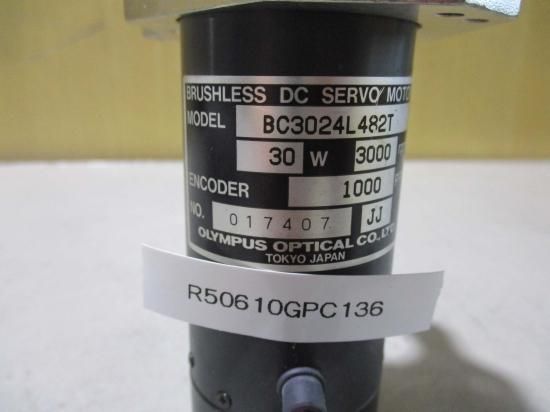 BRUSHLESS DC SERVO MOTO
MODEL BC3024L482T
30 W 3000
ENCODER 1000 P
NO. 017407 JJ
OLYMPUS OPTICAL CO., LTD
TOKYO JAPAN
R50610GPC136